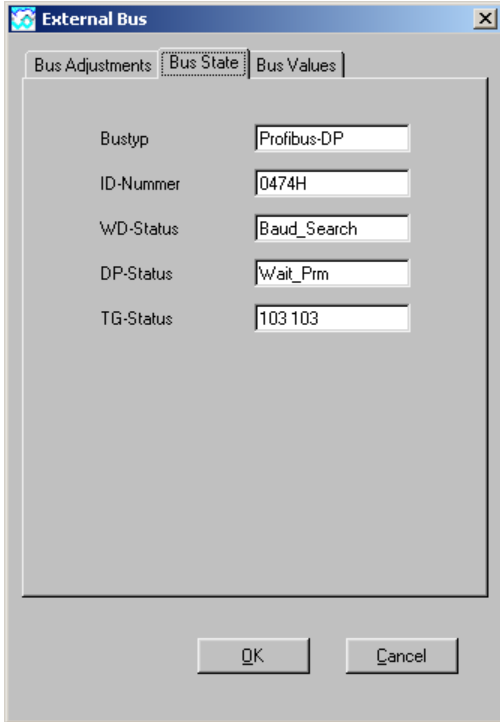 External Bus
Bus Adjustments Bus State Bus Values
Bustyp Profibus-DP
ID-Nummer 0474H
WD-Status Baud_Search
DP-Status Wait_Prm
TG-Status 103 103
OK Cancel